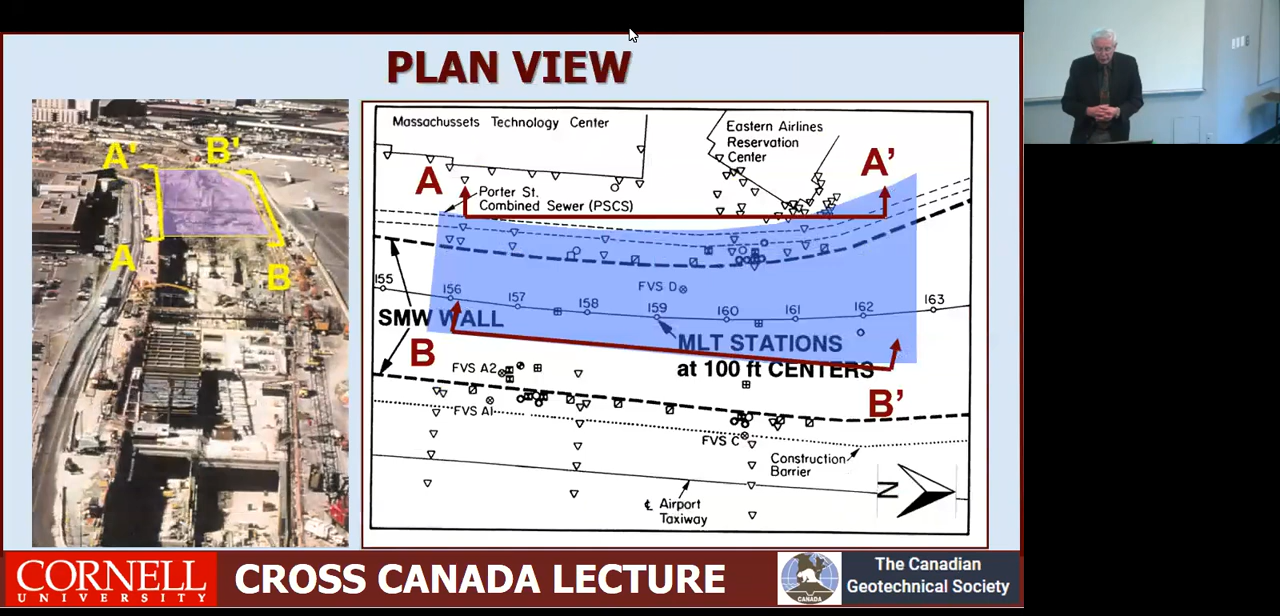 PLAN VIEW
A'
B'
A
B
Massachussets Technology Center
Eastern Airlines
Reservation
Center
A
A'
Porter St.
Combined Sewer (PSCS)
FVS D
155
156
157
158
159
160
161
162
163
SMW WALL
MLT STATIONS
at 100 ft CENTERS
B
B'
FVS A2
FVS A1
FVS C
Construction
Barrier
N
℄ Airport
Taxiway
CORNELL
UNIVERSITY
CROSS CANADA LECTURE
CANADA
The Canadian
Geotechnical Society